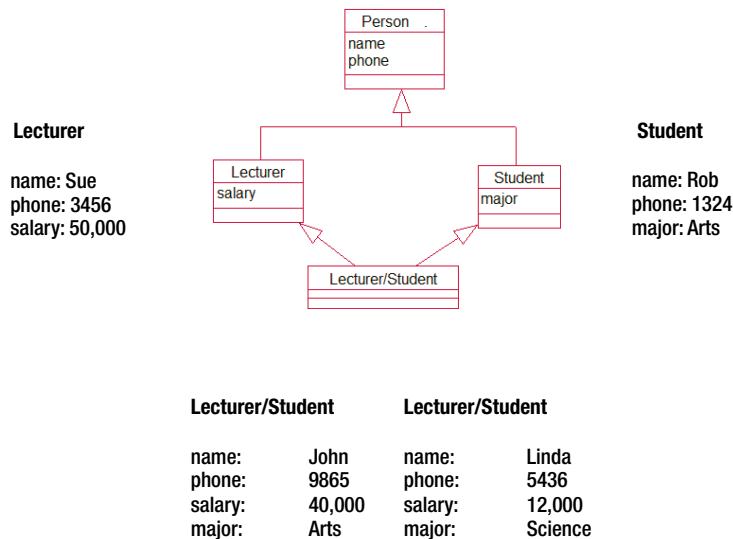 Person .
name
phone
Lecturer
name: Sue
phone: 3456
salary: 50,000
Lecturer
salary
Student
major
Student
name: Rob
phone: 1324
major: Arts
Lecturer/Student
Lecturer/Student Lecturer/Student
name: John name: Linda
phone: 9865 phone: 5436
salary: 40,000 salary: 12,000
major: Arts major: Science